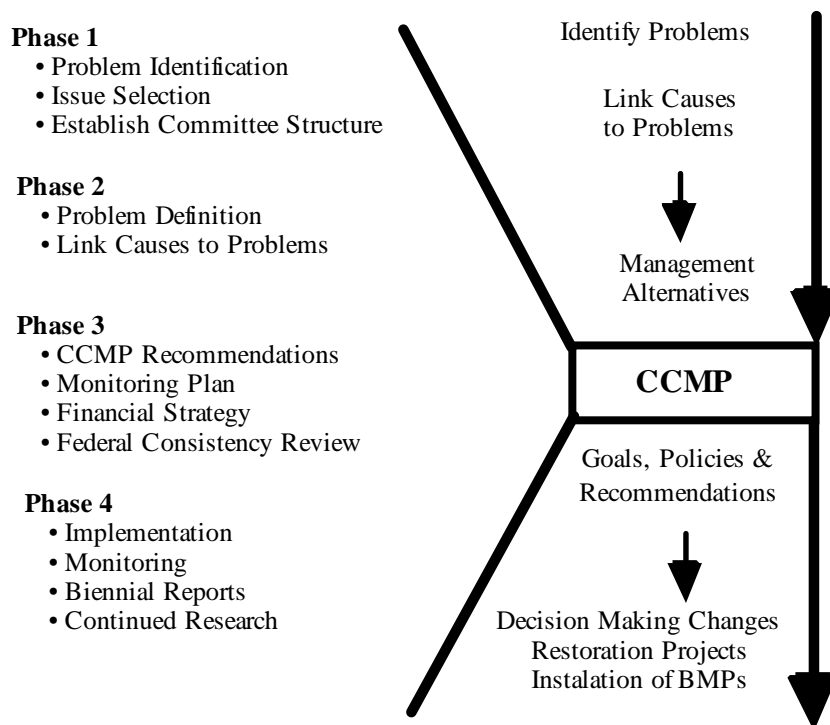 Phase 1
• Problem Identification
• Issue Selection
• Establish Committee Structure
Phase 2
• Problem Definition
• Link Causes to Problems
Phase 3
• CCMP Recommendations
• Monitoring Plan
• Financial Strategy
• Federal Consistency Review
Phase 4
• Implementation
• Monitoring
• Biennial Reports
• Continued Research
Identify Problems
Link Causes
to Problems
Management
Alternatives
CCMP
Goals, Policies &
Recommendations
Decision Making Changes
Restoration Projects
Instalation of BMPs